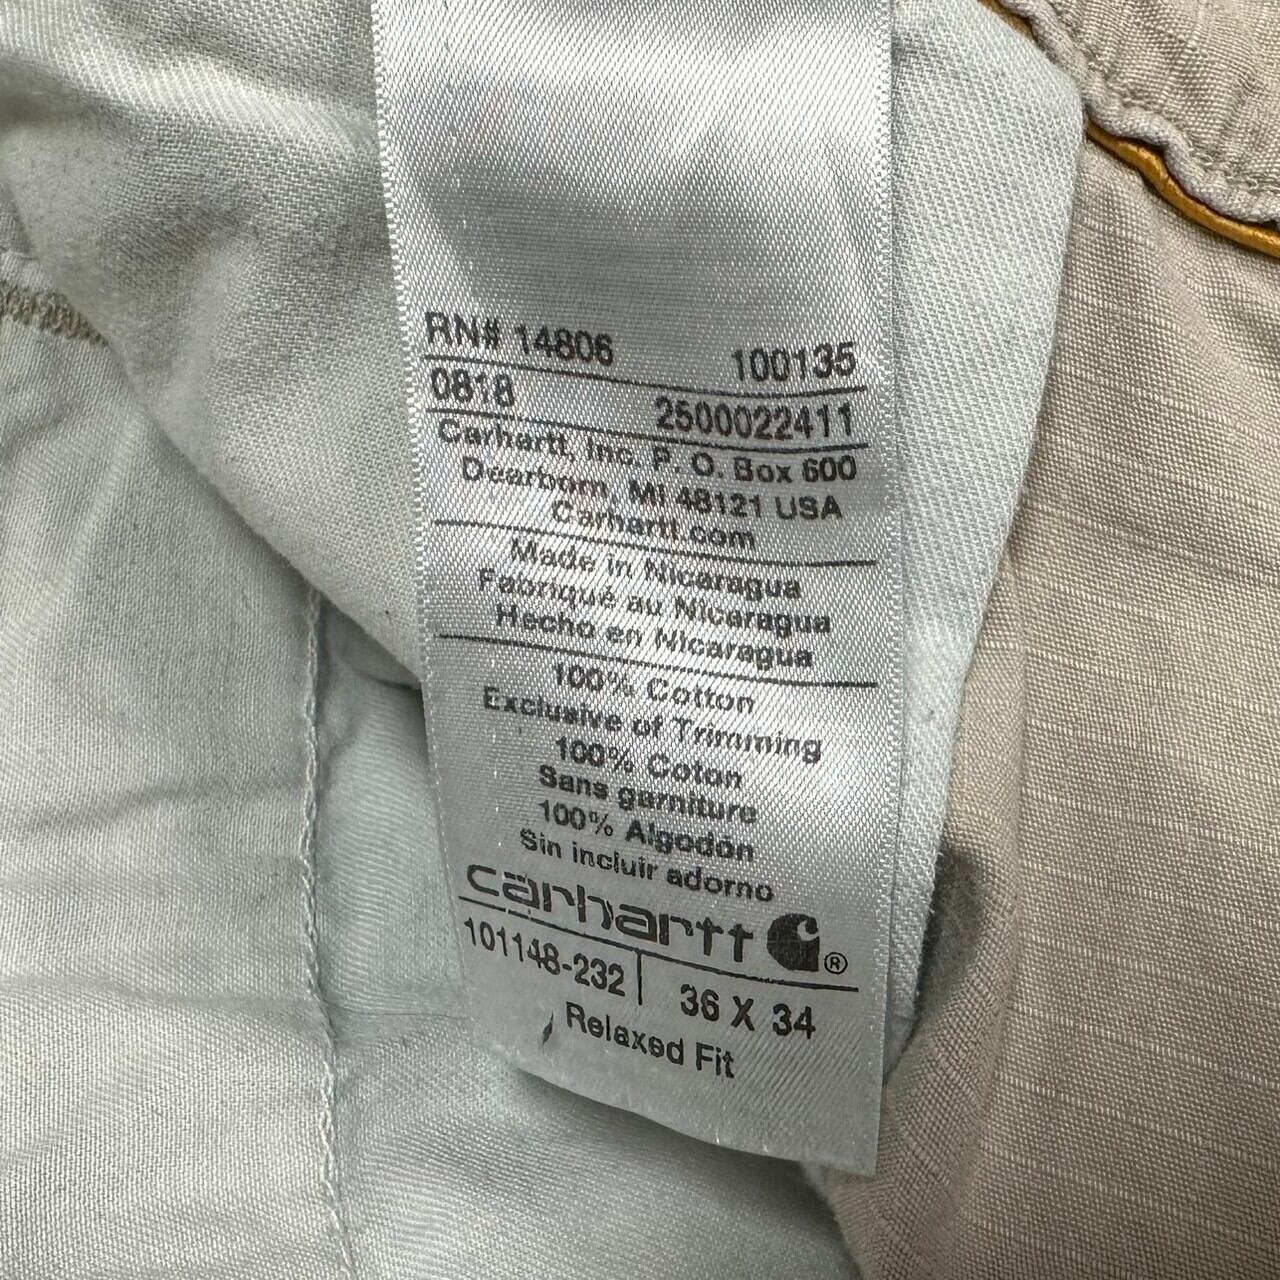 RN# 14806 100135
0818 2500022411
Carhartt, Inc. P. O. Box 600
Dearborn, MI 48121 USA
Carhartt.com
Made in Nicaragua
Fabriqué au Nicaragua
Hecho en Nicaragua
100% Cotton
Exclusive of Trimming
100% Coton
Sans garniture
100% Algodón
Sin incluir adorno
carhartt ®
101148-232 36 X 34
Relaxed Fit